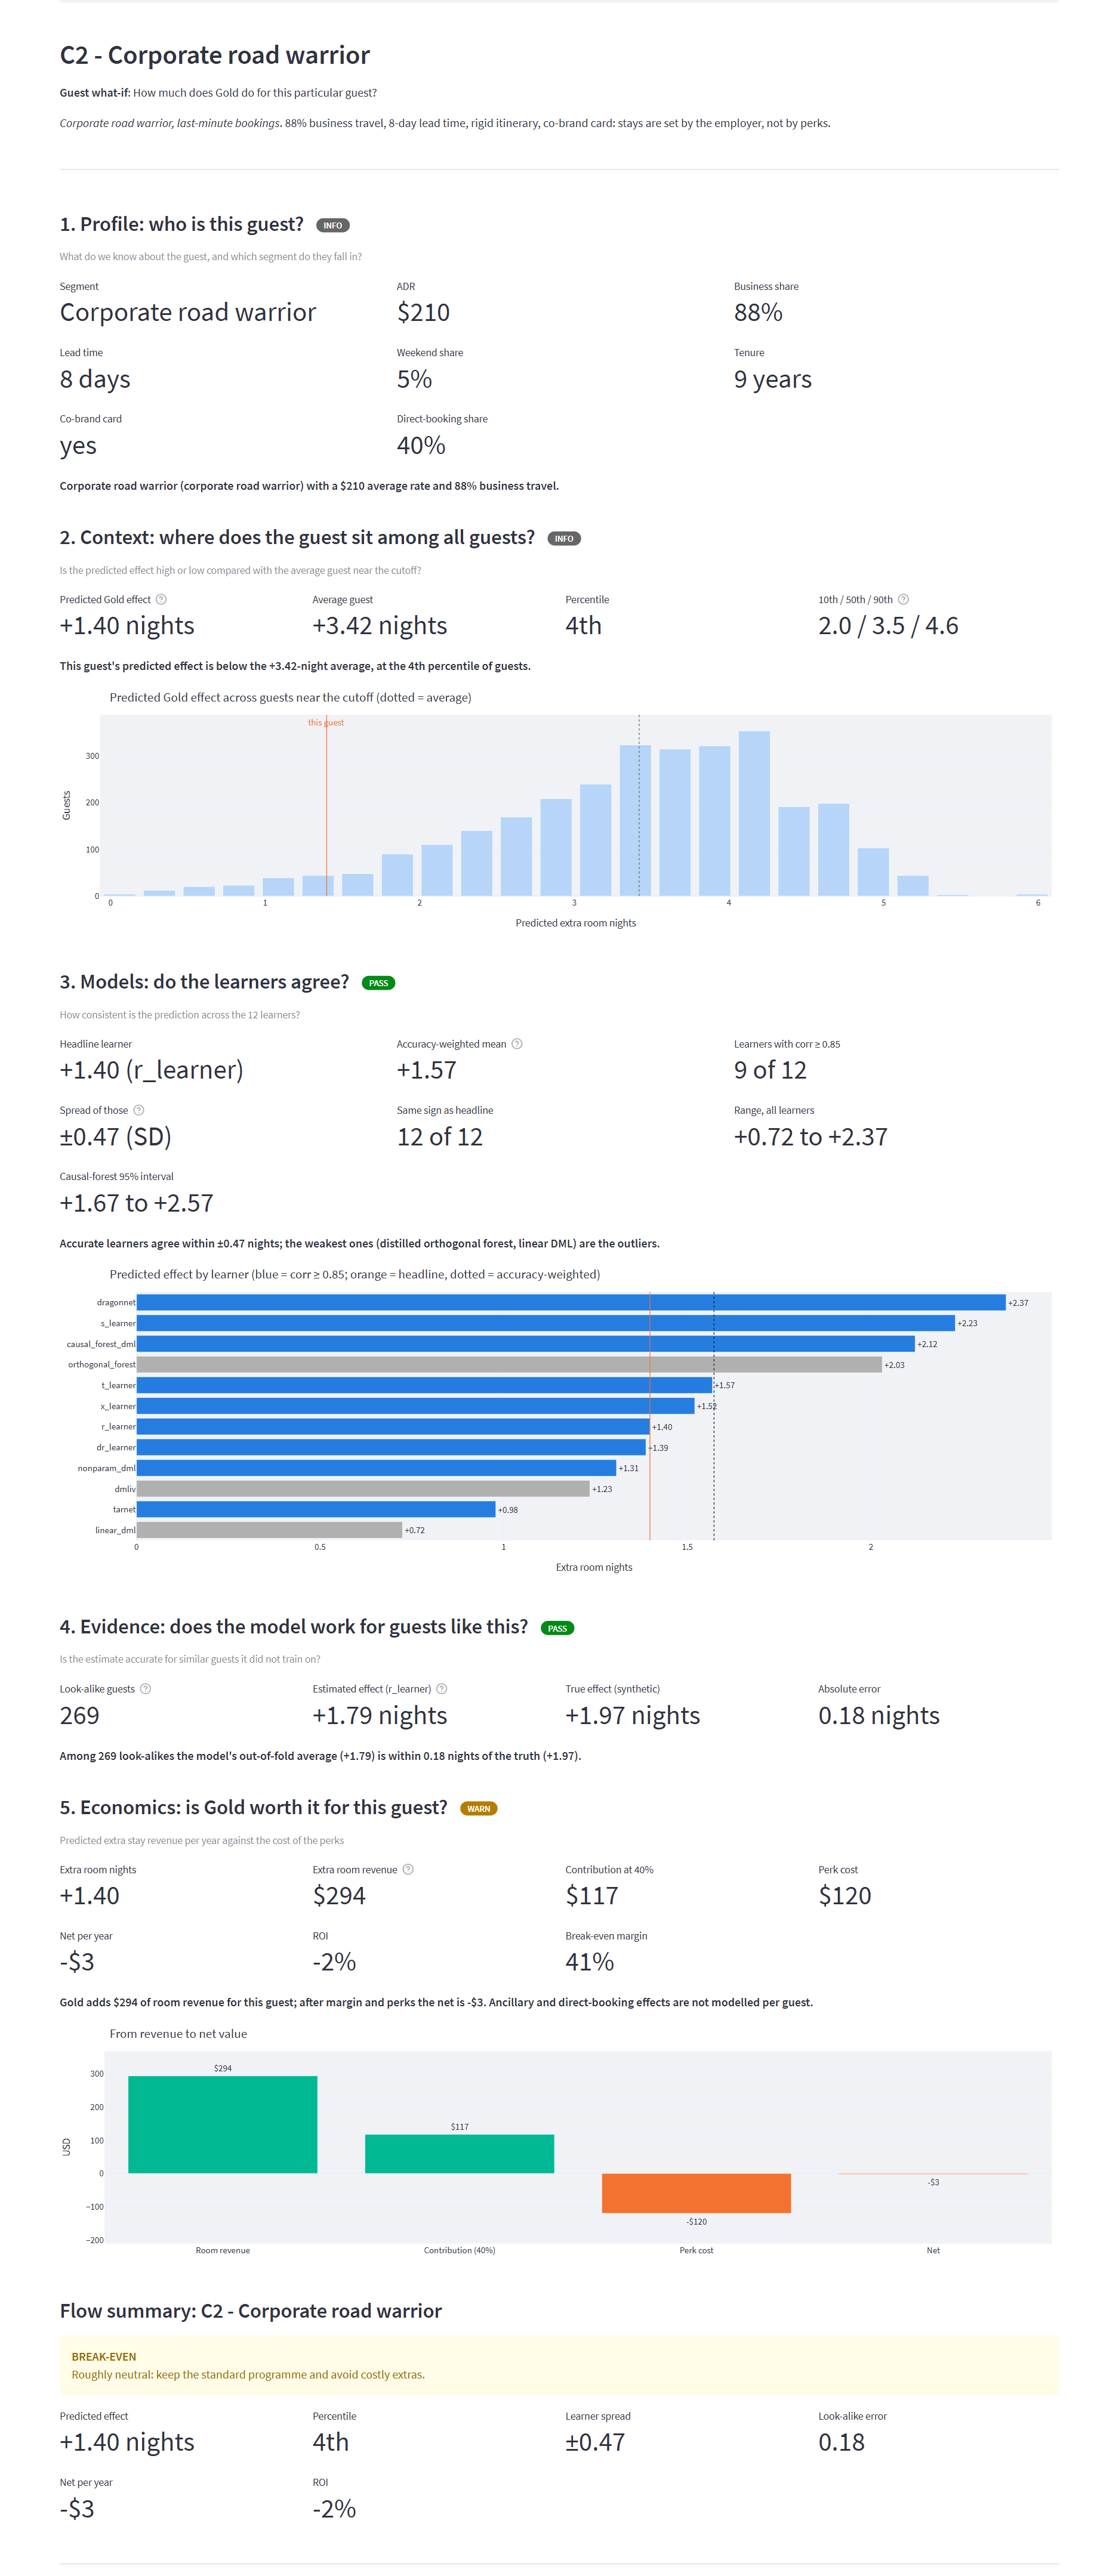 C2 - Corporate road warrior
Guest what-if: How much does Gold do for this particular guest?
Corporate road warrior, last-minute bookings. 88% business travel, 8-day lead time, rigid itinerary, co-brand card: stays are set by the employer, not by perks.
1. Profile: who is this guest? INFO
What do we know about the guest, and which segment do they fall in?
Segment ADR Business share
Corporate road warrior $210 88%
Lead time Weekend share Tenure
8 days 5% 9 years
Co-brand card Direct-booking share
yes 40%
Corporate road warrior (corporate road warrior) with a $210 average rate and 88% business travel.
2. Context: where does the guest sit among all guests? INFO
Is the predicted effect high or low compared with the average guest near the cutoff?
Predicted Gold effect ? Average guest Percentile 10th / 50th / 90th ?
+1.40 nights +3.42 nights 4th 2.0 / 3.5 / 4.6
This guest's predicted effect is below the +3.42-night average, at the 4th percentile of guests.
Predicted Gold effect across guests near the cutoff (dotted = average)
this guest
300
200
100
0
Guests
0 1 2 3 4 5 6
Predicted extra room nights
3. Models: do the learners agree? PASS
How consistent is the prediction across the 12 learners?
Headline learner Accuracy-weighted mean ? Learners with corr ≥ 0.85
+1.40 (r_learner) +1.57 9 of 12
Spread of those ? Same sign as headline Range, all learners
±0.47 (SD) 12 of 12 +0.72 to +2.37
Causal-forest 95% interval
+1.67 to +2.57
Accurate learners agree within ±0.47 nights; the weakest ones (distilled orthogonal forest, linear DML) are the outliers.
Predicted effect by learner (blue = corr ≥ 0.85; orange = headline, dotted = accuracy-weighted)
dragonnet +2.37
s_learner +2.23
causal_forest_dml +2.12
orthogonal_forest +2.03
t_learner +1.57
x_learner +1.52
r_learner +1.40
dr_learner +1.39
nonparam_dml +1.31
dmliv +1.23
tarnet +0.98
linear_dml +0.72
0 0.5 1 1.5 2
Extra room nights
4. Evidence: does the model work for guests like this? PASS
Is the estimate accurate for similar guests it did not train on?
Look-alike guests ? Estimated effect (r_learner) ? True effect (synthetic) Absolute error
269 +1.79 nights +1.97 nights 0.18 nights
Among 269 look-alikes the model's out-of-fold average (+1.79) is within 0.18 nights of the truth (+1.97).
5. Economics: is Gold worth it for this guest? WARN
Predicted extra stay revenue per year against the cost of the perks
Extra room nights Extra room revenue ? Contribution at 40% Perk cost
+1.40 $294 $117 $120
Net per year ROI Break-even margin
-$3 -2% 41%
Gold adds $294 of room revenue for this guest; after margin and perks the net is -$3. Ancillary and direct-booking effects are not modelled per guest.
From revenue to net value
$294
$117
-$120
-$3
300
200
100
0
−100
−200
USD
Room revenue Contribution (40%) Perk cost Net
Flow summary: C2 - Corporate road warrior
BREAK-EVEN
Roughly neutral: keep the standard programme and avoid costly extras.
Predicted effect Percentile Learner spread Look-alike error
+1.40 nights 4th ±0.47 0.18
Net per year ROI
-$3 -2%